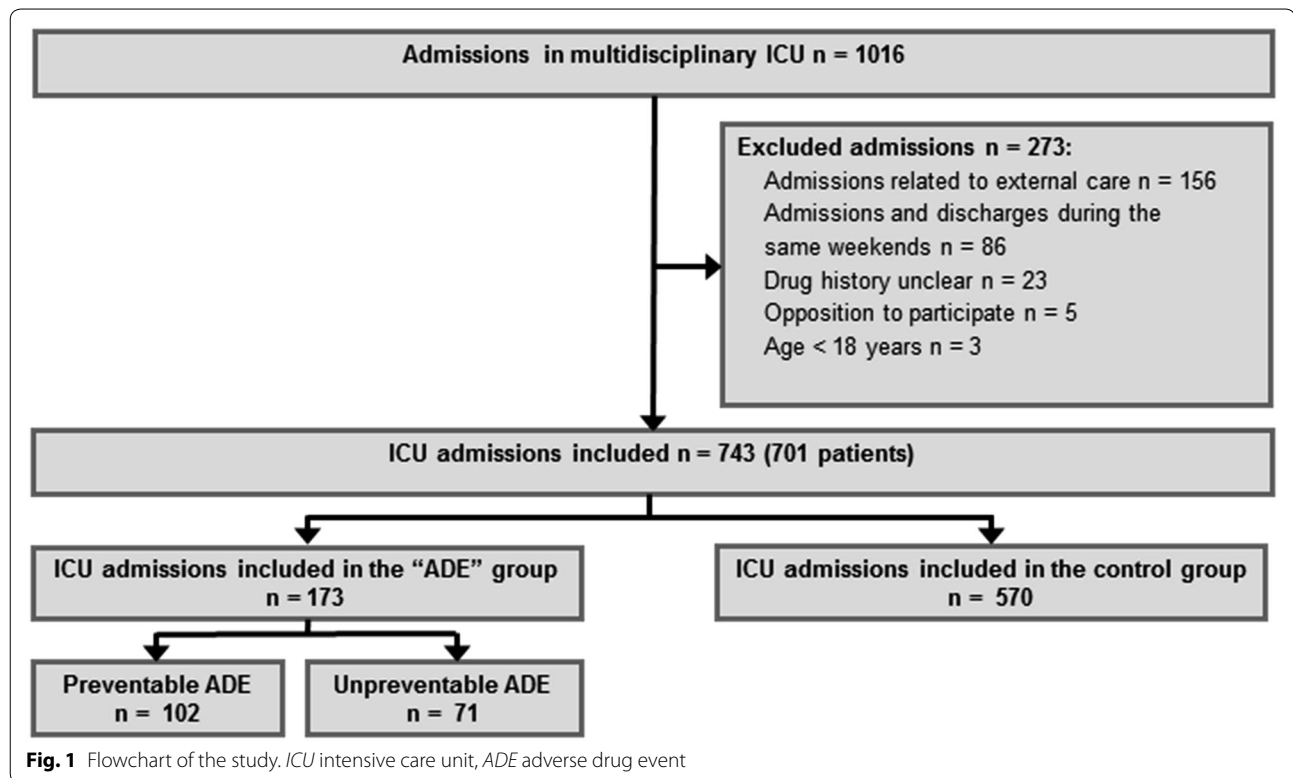 Admissions in multidisciplinary ICU n = 1016
Excluded admissions n = 273:
Admissions related to external care n = 156
Admissions and discharges during the
same weekends n = 86
Drug history unclear n = 23
Opposition to participate n = 5
Age < 18 years n = 3
ICU admissions included n = 743 (701 patients)
ICU admissions included in the “ADE” group
n = 173
ICU admissions included in the control group
n = 570
Preventable ADE
n = 102
Unpreventable ADE
n = 71
Fig. 1 Flowchart of the study. ICU intensive care unit, ADE adverse drug event